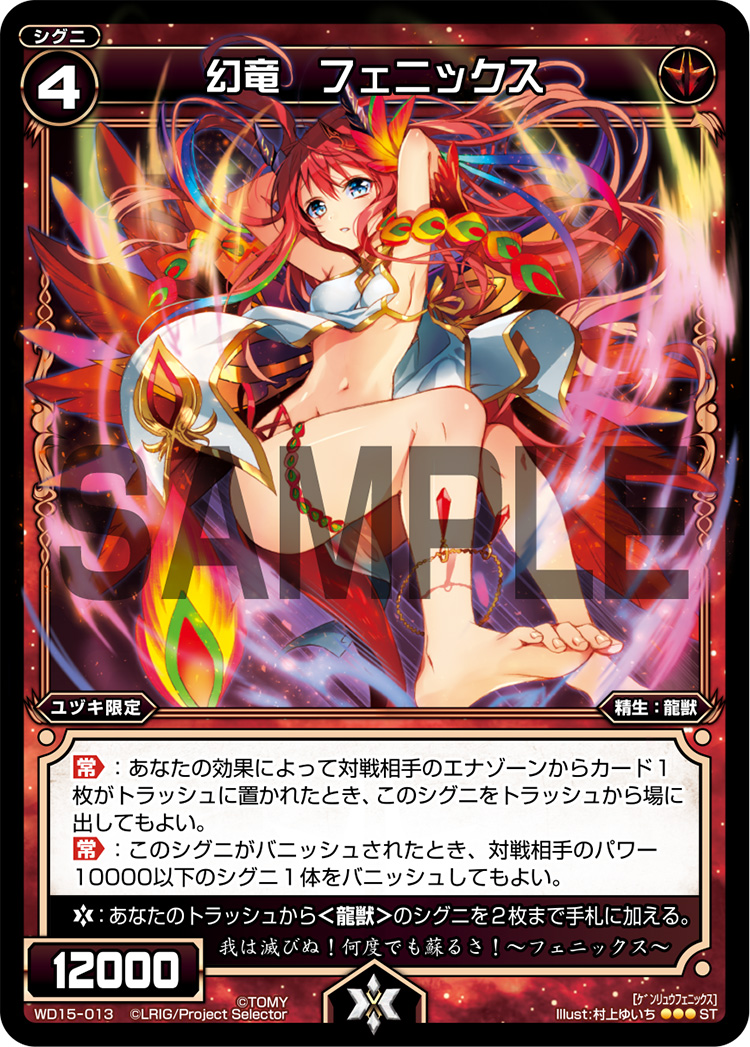 シグニ
4
幻竜　フェニックス
SAMPLE
ユヅキ限定
精生：龍獣
常：あなたの効果によって対戦相手のエナゾーンからカード１
枚がトラッシュに置かれたとき、このシグニをトラッシュから場に
出してもよい。
常：このシグニがバニッシュされたとき、対戦相手のパワー
10000以下のシグニ１体をバニッシュしてもよい。
：あなたのトラッシュから＜龍獣＞のシグニを２枚まで手札に加える。
我は滅びぬ！何度でも蘇るさ！～フェニックス～
12000
WD15-013 ©LRIG/Project Selector
©TOMY
[ｹﾞﾝﾘｭｳﾌｪﾆｯｸｽ]
Illust:村上ゆいち ST